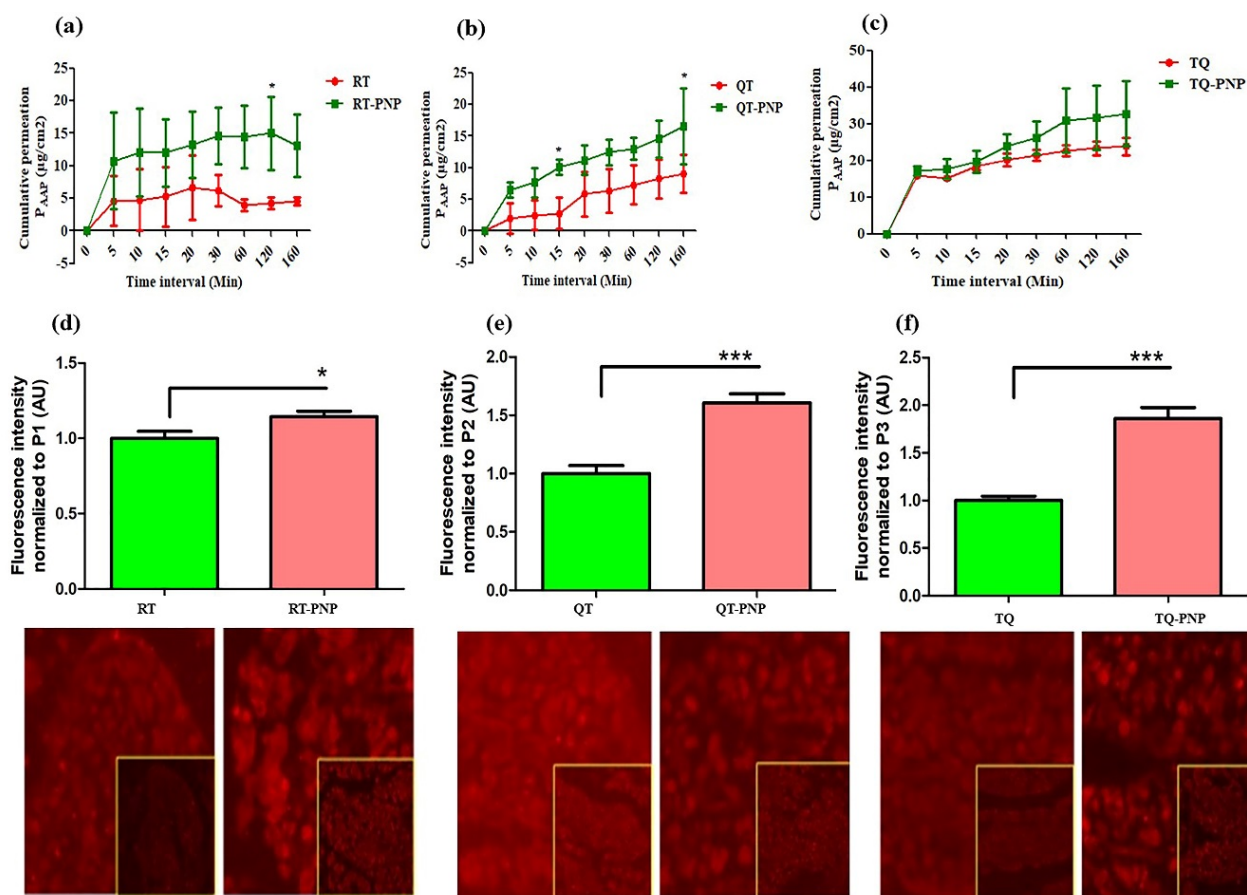 (a)
Cumulative permeation
PAAP (µg/cm2)
25
20
15
10
5
0
-5
0 5 10 15 20 30 60 120 160
Time interval (Min)
*
RT
RT-PNP
(b)
Cumulative permeation
PAAP (µg/cm2)
25
20
15
10
5
0
-5
0 5 10 15 20 30 60 120 160
Time interval (Min)
*
*
QT
QT-PNP
(c)
Cumulative permeation
PAAP (µg/cm2)
50
40
30
20
10
0
0 5 10 15 20 30 60 120 160
Time interval (Min)
TQ
TQ-PNP
(d)
Fluorescence intensity
normalized to P1 (AU)
1.5
1.0
0.5
0.0
*
RT RT-PNP
(e)
Fluorescence intensity
normalized to P2 (AU)
2.0
1.5
1.0
0.5
0.0
***
QT QT-PNP
(f)
Fluorescence intensity
normalized to P3 (AU)
2.5
2.0
1.5
1.0
0.5
0.0
***
TQ TQ-PNP